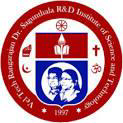 Vel Tech Rangarajan Dr. Sagunthala R&D Institute of Science and Technology
1997